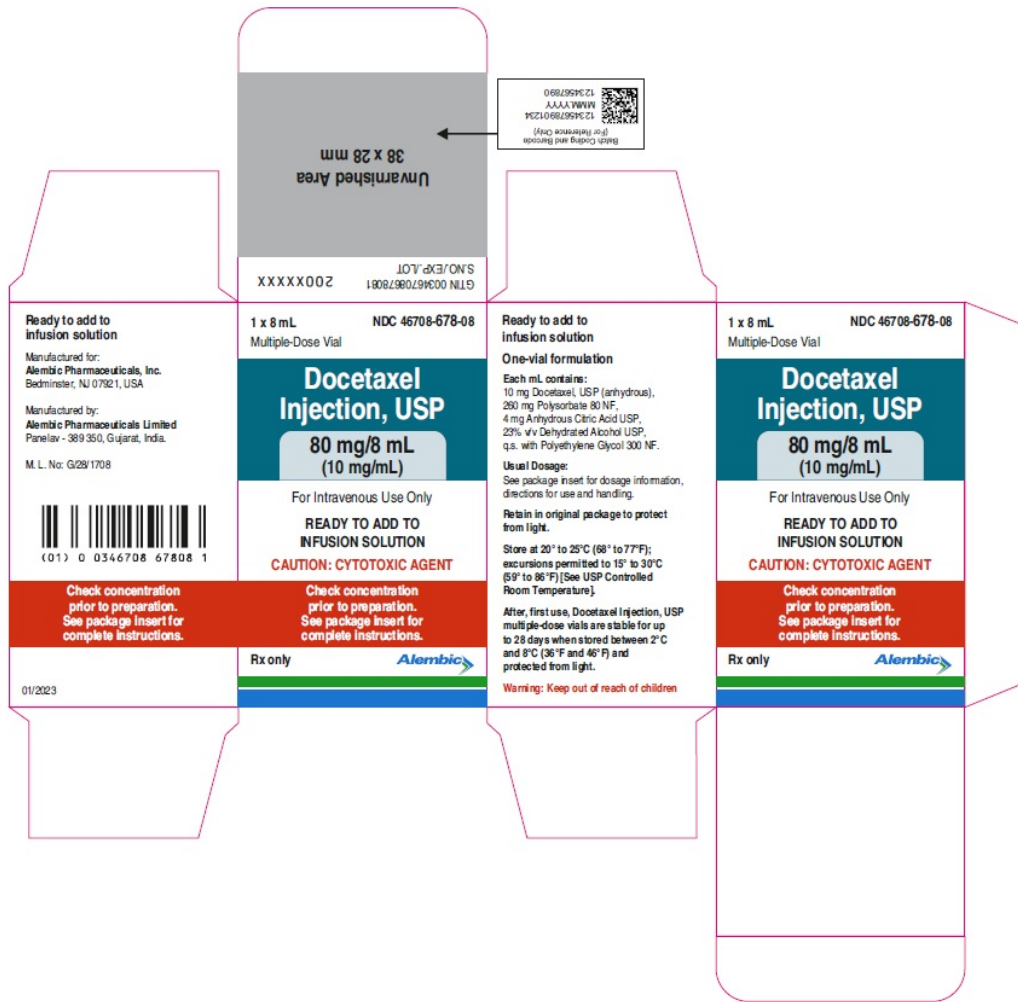 Batch Coding and Barcode
(For Reference Only)
12345678901234
MMM.YYYY
1234567890
Unvarnished Area
38 x 28 mm
GTIN 00346708678081
S.NO./EXP./LOT.
200XXXXX
Ready to add to
infusion solution
Manufactured for:
Alembic Pharmaceuticals, Inc.
Bedminster, NJ 07921, USA
Manufactured by:
Alembic Pharmaceuticals Limited
Panelav - 389 350, Gujarat, India.
M. L. No: G/28/1708
(01) 0 0346708 67808 1
Check concentration
prior to preparation.
See package insert for
complete instructions.
01/2023
1 x 8 mL NDC 46708-678-08
Multiple-Dose Vial
Docetaxel
Injection, USP
80 mg/8 mL
(10 mg/mL)
For Intravenous Use Only
READY TO ADD TO
INFUSION SOLUTION
CAUTION: CYTOTOXIC AGENT
Check concentration
prior to preparation.
See package insert for
complete instructions.
Rx only Alembic
Ready to add to
infusion solution
One-vial formulation
Each mL contains:
10 mg Docetaxel, USP (anhydrous),
260 mg Polysorbate 80 NF,
4 mg Anhydrous Citric Acid USP,
23% v/v Dehydrated Alcohol USP,
q.s. with Polyethylene Glycol 300 NF.
Usual Dosage:
See package insert for dosage information,
directions for use and handling.
Retain in original package to protect
from light.
Store at 20° to 25°C (68° to 77°F);
excursions permitted to 15° to 30°C
(59° to 86°F) [See USP Controlled
Room Temperature].
After, first use, Docetaxel Injection, USP
multiple-dose vials are stable for up
to 28 days when stored between 2°C
and 8°C (36°F and 46°F) and
protected from light.
Warning: Keep out of reach of children
1 x 8 mL NDC 46708-678-08
Multiple-Dose Vial
Docetaxel
Injection, USP
80 mg/8 mL
(10 mg/mL)
For Intravenous Use Only
READY TO ADD TO
INFUSION SOLUTION
CAUTION: CYTOTOXIC AGENT
Check concentration
prior to preparation.
See package insert for
complete instructions.
Rx only Alembic